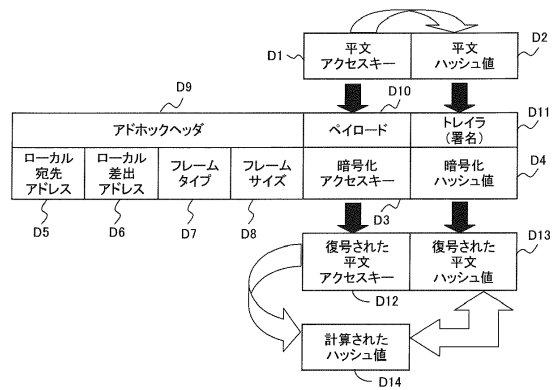 D1
平文
アクセスキー
平文
ハッシュ値
D2
D9
D10
D11
アドホックヘッダ
ペイロード
トレイラ
(署名)
ローカル
宛先
アドレス
ローカル
差出
アドレス
フレーム
タイプ
フレーム
サイズ
暗号化
アクセスキー
暗号化
ハッシュ値
D4
D5
D6
D7
D8
D3
復号された
平文
アクセスキー
復号された
平文
ハッシュ値
D13
D12
計算された
ハッシュ値
D14